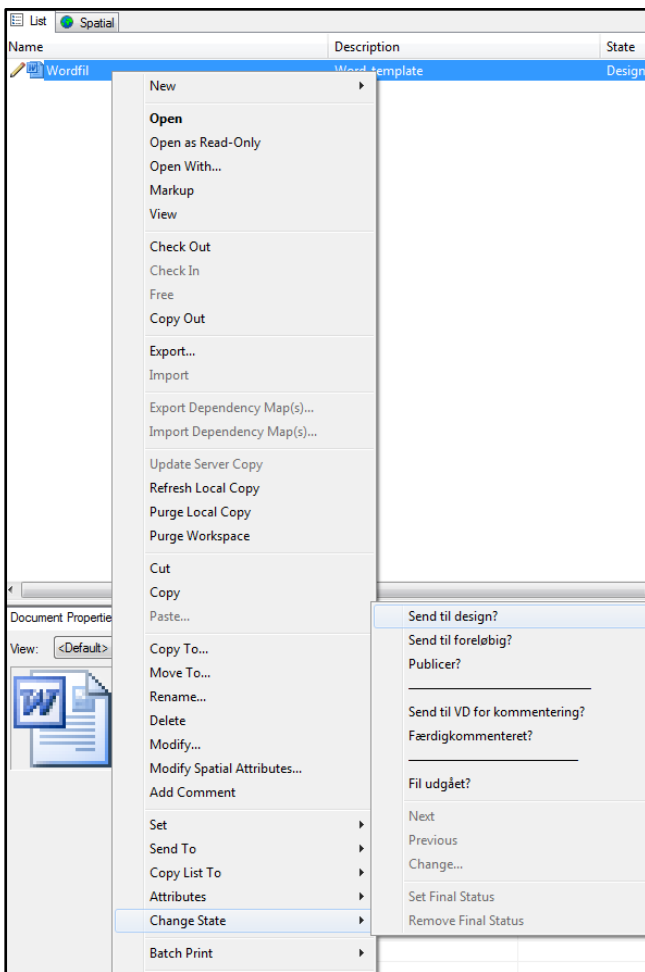 List Spatial
Name Description State
Wordfil Word-template Design
New
Open
Open as Read-Only
Open With...
Markup
View
Check Out
Check In
Free
Copy Out
Export...
Import
Export Dependency Map(s)...
Import Dependency Map(s)...
Update Server Copy
Refresh Local Copy
Purge Local Copy
Purge Workspace
Cut
Copy
Paste...
Copy To...
Move To...
Rename...
Delete
Modify...
Modify Spatial Attributes...
Add Comment
Set
Send To
Copy List To
Attributes
Change State
Batch Print
Document Propertie
View: <Default>
W
Send til design?
Send til foreløbig?
Publicer?
Send til VD for kommentering?
Færdigkommenteret?
Fil udgået?
Next
Previous
Change...
Set Final Status
Remove Final Status